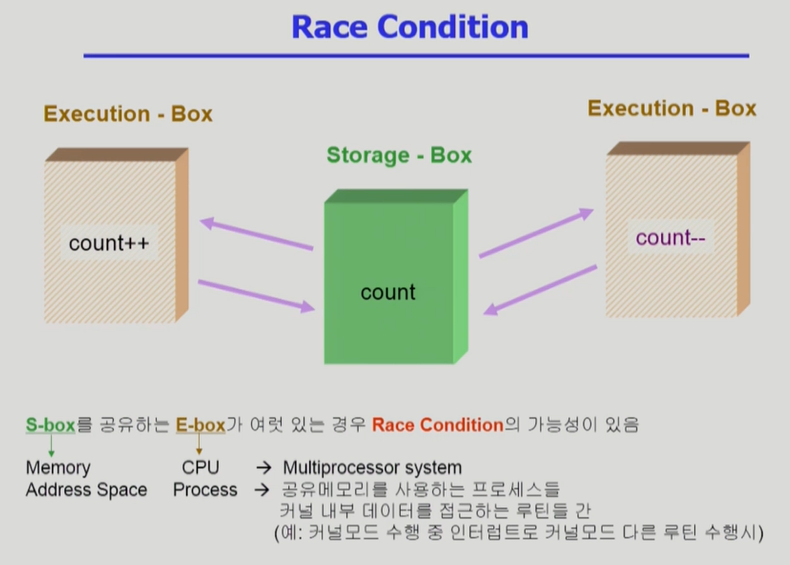 Race Condition
Execution - Box
Execution - Box
Storage - Box
count++
count--
count
S-box를 공유하는 E-box가 여럿 있는 경우 Race Condition의 가능성이 있음
Memory CPU → Multiprocessor system
Address Space Process → 공유메모리를 사용하는 프로세스들
커널 내부 데이터를 접근하는 루틴들 간
(예: 커널모드 수행 중 인터럽트로 커널모드 다른 루틴 수행시)